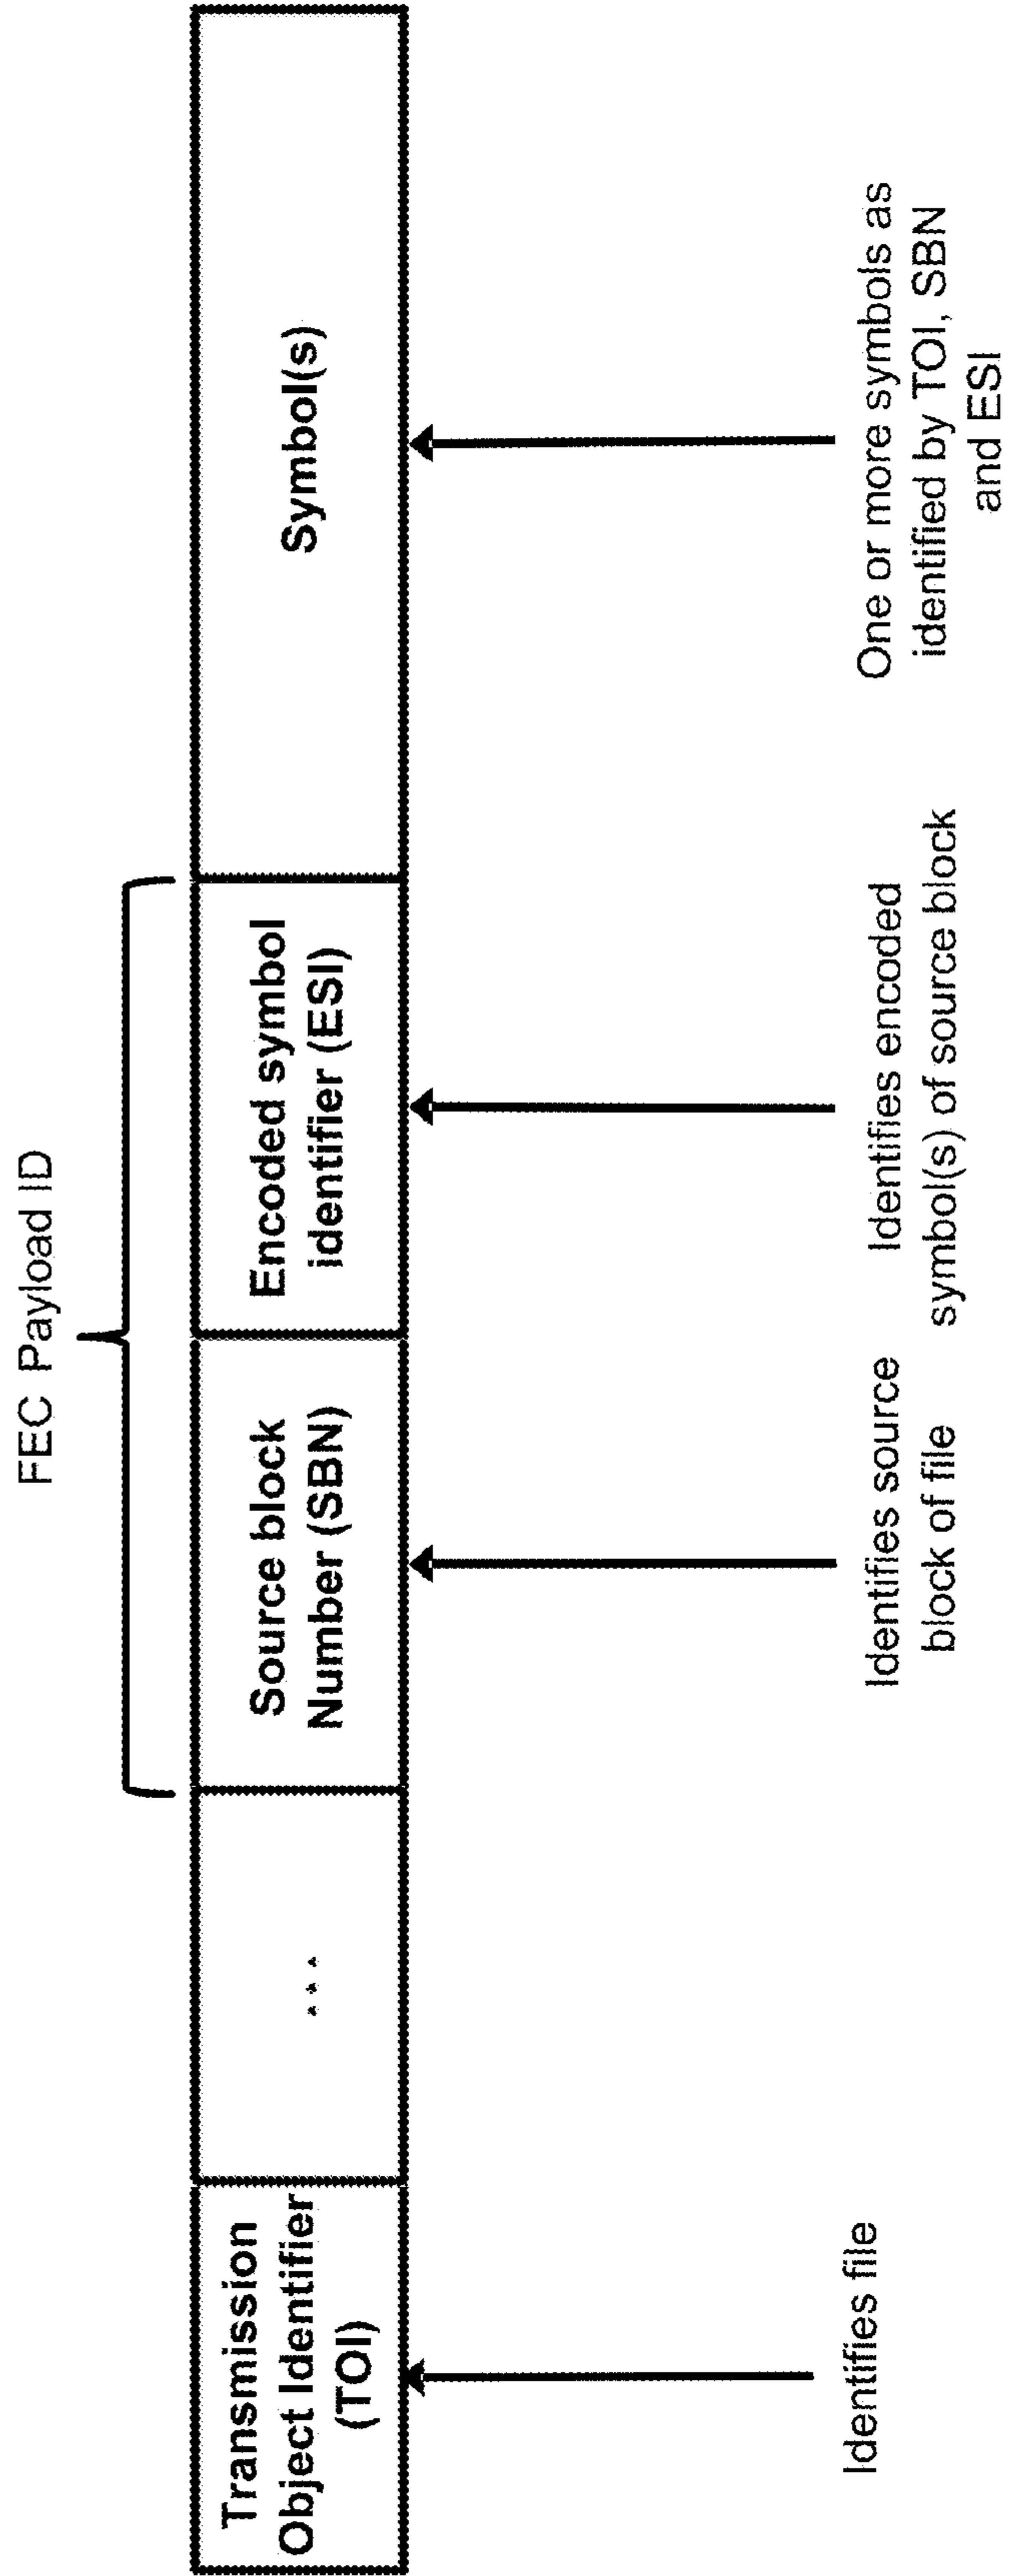 FEC Payload ID
Transmission
Object Identifier
(TOI)
...
Source block
Number (SBN)
Encoded symbol
identifier (ESI)
Symbol(s)
Identifies file
Identifies source
block of file
Identifies encoded
symbol(s) of source block
One or more symbols as
identified by TOI, SBN
and ESI